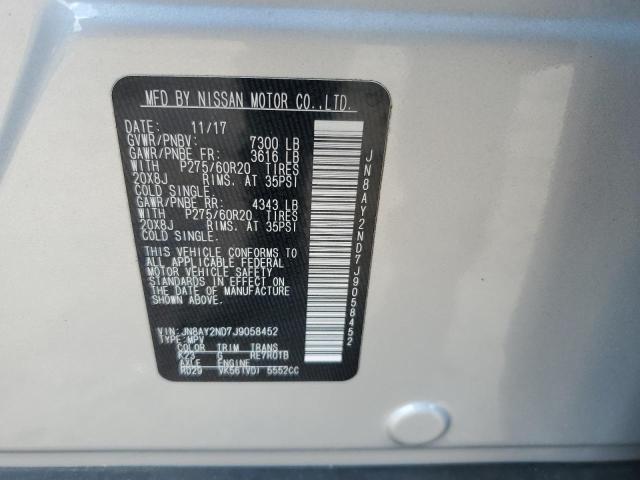 MFD BY NISSAN MOTOR CO.,LTD.
DATE: 11/17
GVWR/PNBV: 7300 LB
GAWR/PNBE FR: 3616 LB
WITH P275/60R20 TIRES
20X8J RIMS. AT 35PSI
COLD SINGLE.
GAWR/PNBE RR: 4343 LB
WITH P275/60R20 TIRES
20X8J RIMS. AT 35PSI
COLD SINGLE.
THIS VEHICLE CONFORMS TO
ALL APPLICABLE FEDERAL
MOTOR VEHICLE SAFETY
STANDARDS IN EFFECT ON
THE DATE OF MANUFACTURE
SHOWN ABOVE.
VIN: JN8AY2ND7J9058452
TYPE: MPV
COLOR TRIM TRANS
K23 G RE7R01B
AXLE ENGINE
RD29 VK56(VD) 5552CC
JN8AY2ND7J9058452